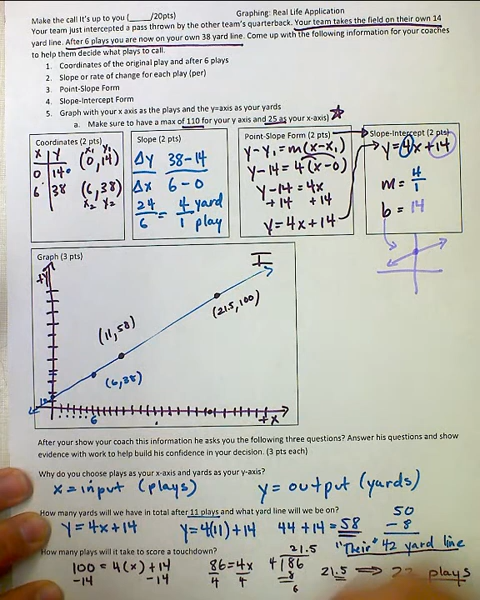 Make the call It's up to you (_____/20pts) Graphing: Real Life Application
Your team just intercepted a pass thrown by the other team's quarterback. Your team takes the field on their own 14
yard line. After 6 plays you are now on your own 38 yard line. Come up with the following information for your coaches
to help them decide what plays to call.
1. Coordinates of the original play and after 6 plays
2. Slope or rate of change for each play (per)
3. Point-Slope Form
4. Slope-Intercept Form
5. Graph with your x axis as the plays and the y=axis as your yards
a. Make sure to have a max of 110 for your y axis and 25 as your x-axis)
Coordinates (2 pts)
X Y
0 14
6 38
x₁ y₁
(0,14)
(6,38)
x₂ y₂
Slope (2 pts)
ΔY 38-14
ΔX 6-0
24/6 = 4 yard/1 play
Point-Slope Form (2 pts)
y-y₁=m(x-x₁)
y-14=4(x-0)
y-14=4x
+14 +14
y=4x+14
Slope-Intercept (2 pts)
y=4x+14
m=4/1
b=14
Graph (3 pts)
+Y
I
(21.5,100)
(11,58)
(6,38)
6
+X
After your show your coach this information he asks you the following three questions? Answer his questions and show
evidence with work to help build his confidence in your decision. (3 pts each)
Why do you choose plays as your x-axis and yards as your y-axis?
x=input (plays) y=output (yards)
How many yards will we have in total after 11 plays and what yard line will we be on?
y=4x+14 y=4(11)+14 44+14=58
50
-8
"Their" 42 yard line
How many plays will it take to score a touchdown?
100=4(x)+14
-14 -14
86=4x
4 4
21.5
4)86
8
6
21.5 ⇒ 22 plays